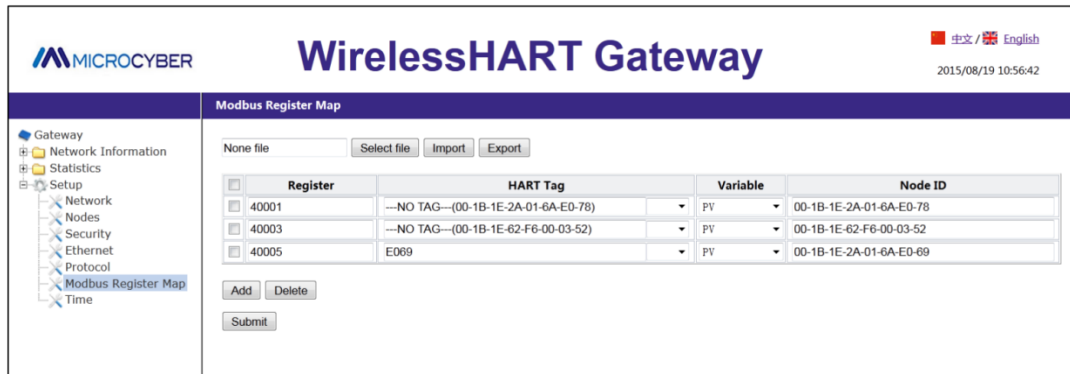 MICROCYBER
WirelessHART Gateway
中文 / English
2015/08/19 10:56:42
Modbus Register Map
Gateway
Network Information
Statistics
Setup
Network
Nodes
Security
Ethernet
Protocol
Modbus Register Map
Time
None file Select file Import Export
Register HART Tag Variable Node ID
40001 ---NO TAG---(00-1B-1E-2A-01-6A-E0-78) PV 00-1B-1E-2A-01-6A-E0-78
40003 ---NO TAG---(00-1B-1E-62-F6-00-03-52) PV 00-1B-1E-62-F6-00-03-52
40005 E069 PV 00-1B-1E-2A-01-6A-E0-69
Add Delete
Submit